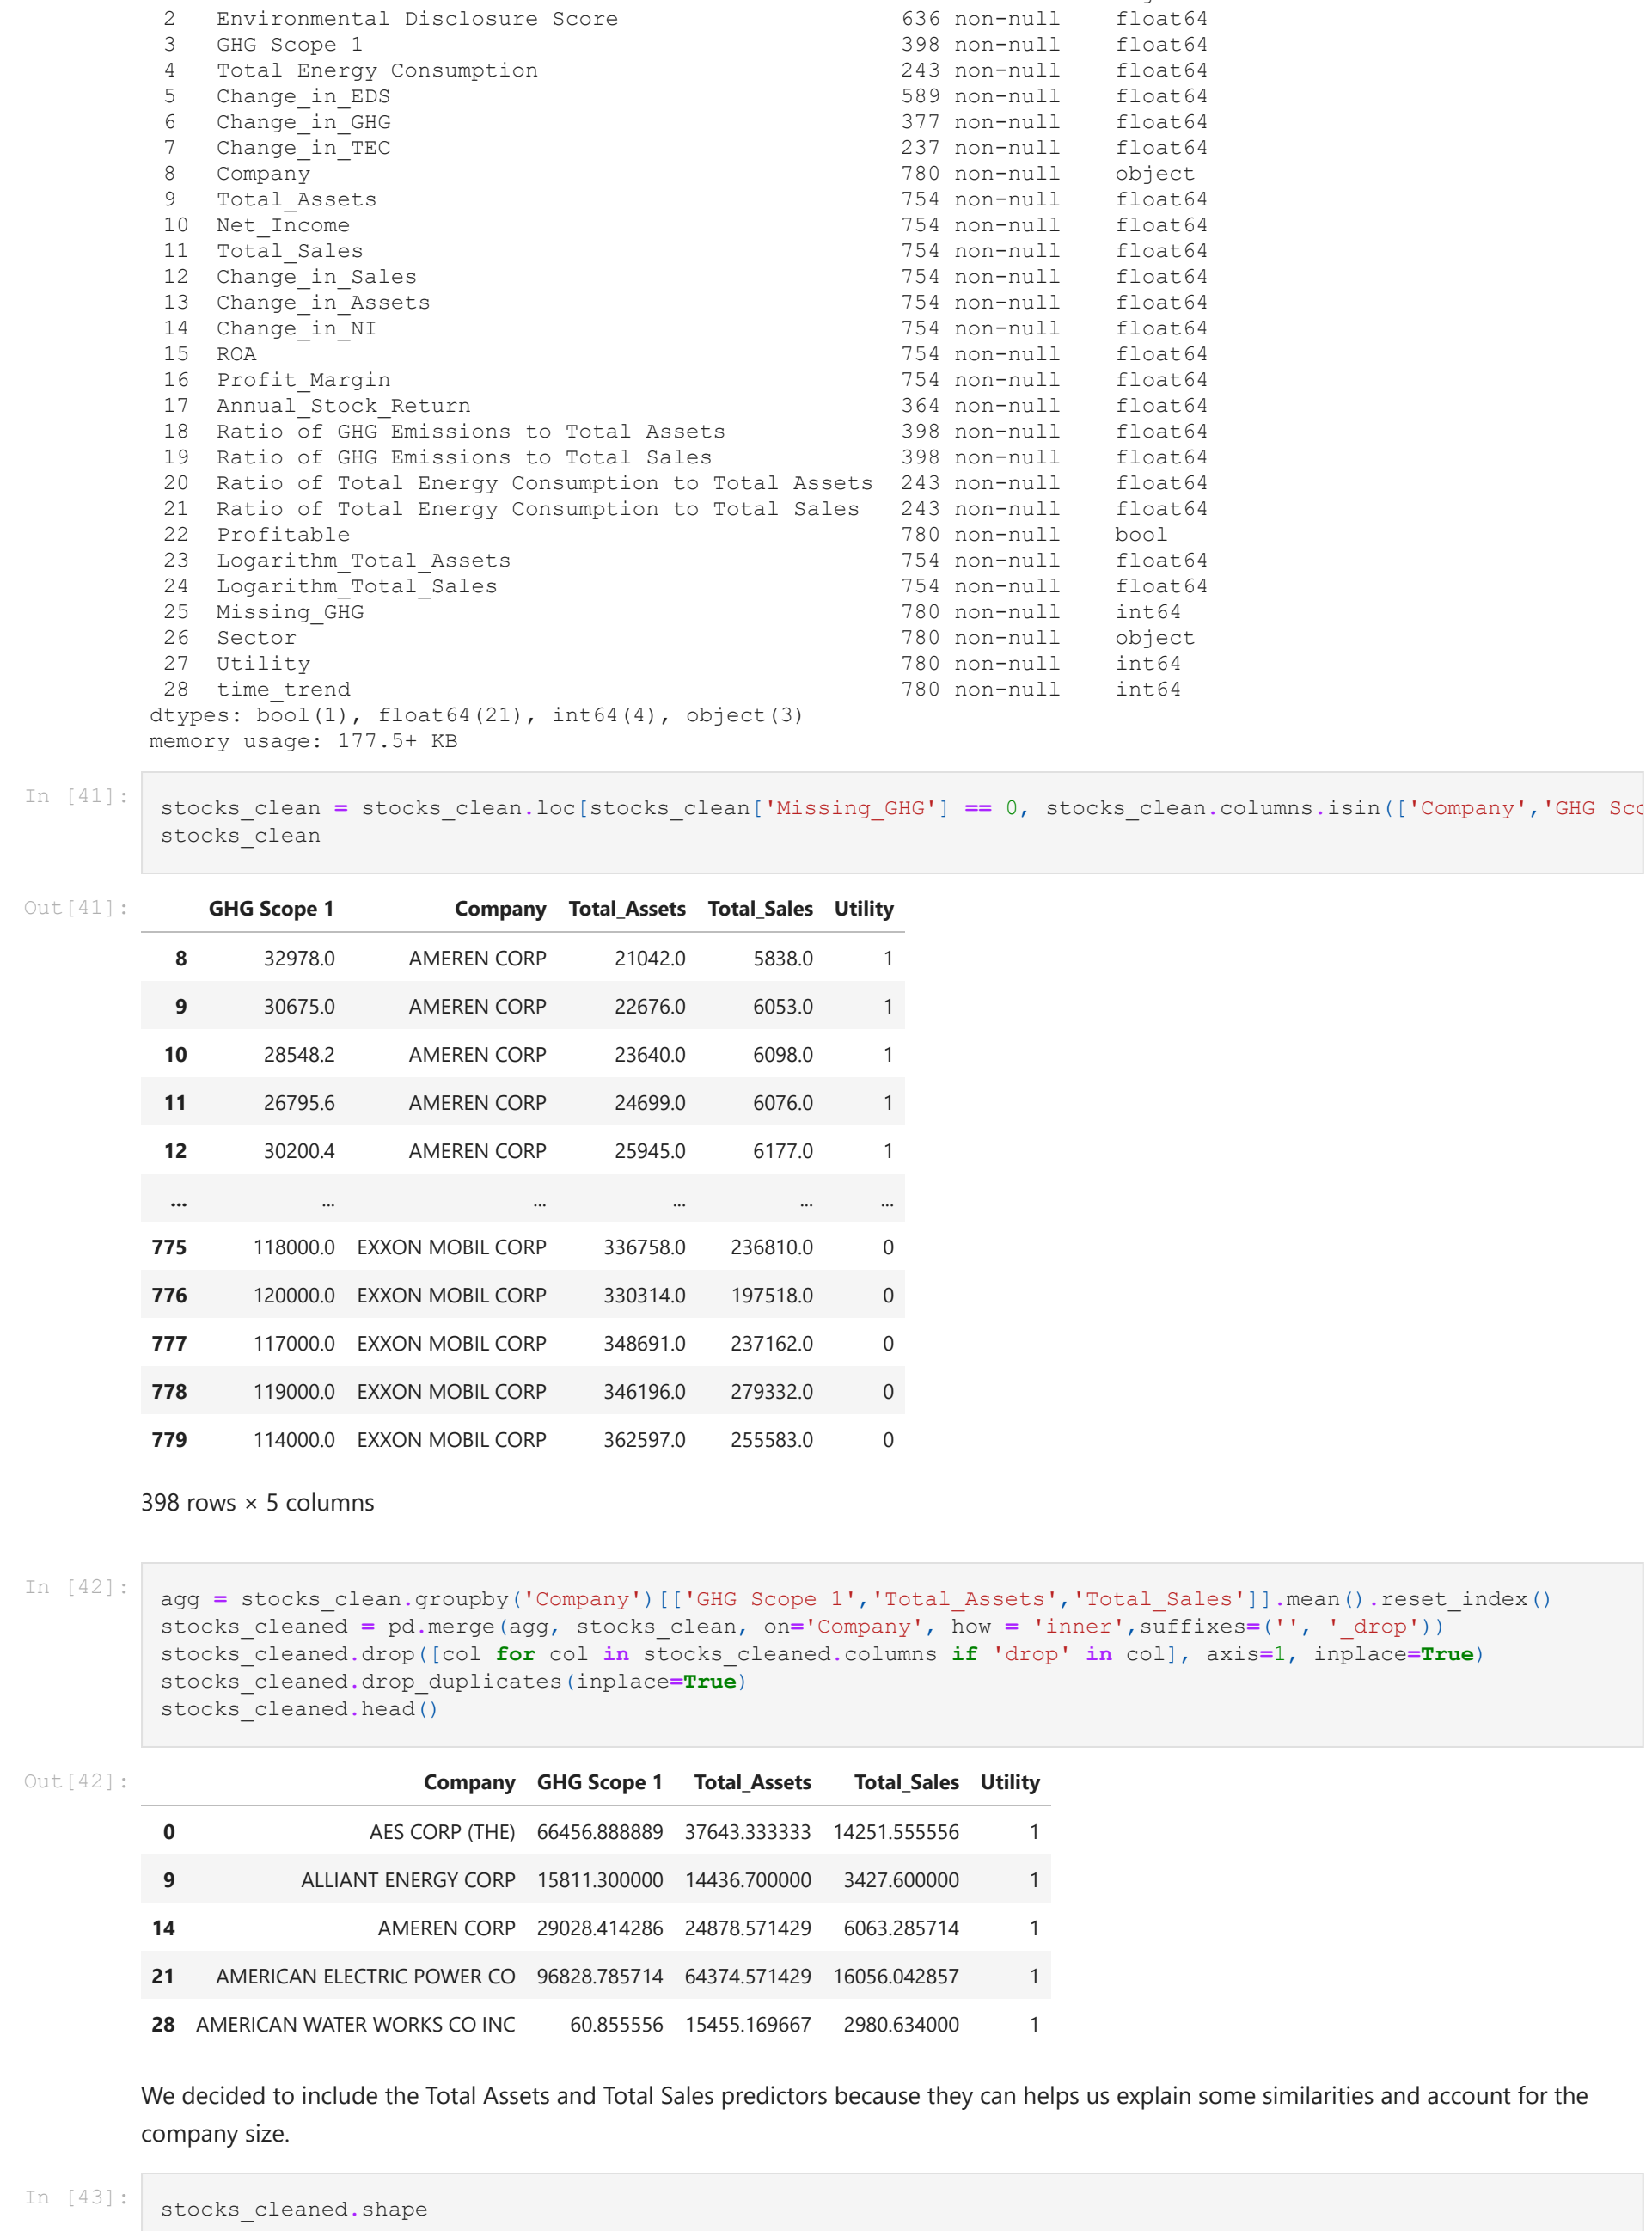 2 Environmental Disclosure Score 636 non-null float64
3 GHG Scope 1 398 non-null float64
4 Total Energy Consumption 243 non-null float64
5 Change_in_EDS 589 non-null float64
6 Change_in_GHG 377 non-null float64
7 Change_in_TEC 237 non-null float64
8 Company 780 non-null object
9 Total_Assets 754 non-null float64
10 Net_Income 754 non-null float64
11 Total_Sales 754 non-null float64
12 Change_in_Sales 754 non-null float64
13 Change_in_Assets 754 non-null float64
14 Change_in_NI 754 non-null float64
15 ROA 754 non-null float64
16 Profit_Margin 754 non-null float64
17 Annual_Stock_Return 364 non-null float64
18 Ratio of GHG Emissions to Total Assets 398 non-null float64
19 Ratio of GHG Emissions to Total Sales 398 non-null float64
20 Ratio of Total Energy Consumption to Total Assets 243 non-null float64
21 Ratio of Total Energy Consumption to Total Sales 243 non-null float64
22 Profitable 780 non-null bool
23 Logarithm_Total_Assets 754 non-null float64
24 Logarithm_Total_Sales 754 non-null float64
25 Missing_GHG 780 non-null int64
26 Sector 780 non-null object
27 Utility 780 non-null int64
28 time_trend 780 non-null int64
dtypes: bool(1), float64(21), int64(4), object(3)
memory usage: 177.5+ KB
In [41]: stocks_clean = stocks_clean.loc[stocks_clean['Missing_GHG'] == 0, stocks_clean.columns.isin(['Company','GHG Sco
stocks_clean
Out[41]: GHG Scope 1 Company Total_Assets Total_Sales Utility
8 32978.0 AMEREN CORP 21042.0 5838.0 1
9 30675.0 AMEREN CORP 22676.0 6053.0 1
10 28548.2 AMEREN CORP 23640.0 6098.0 1
11 26795.6 AMEREN CORP 24699.0 6076.0 1
12 30200.4 AMEREN CORP 25945.0 6177.0 1
... ... ... ... ... ...
775 118000.0 EXXON MOBIL CORP 336758.0 236810.0 0
776 120000.0 EXXON MOBIL CORP 330314.0 197518.0 0
777 117000.0 EXXON MOBIL CORP 348691.0 237162.0 0
778 119000.0 EXXON MOBIL CORP 346196.0 279332.0 0
779 114000.0 EXXON MOBIL CORP 362597.0 255583.0 0
398 rows × 5 columns
In [42]: agg = stocks_clean.groupby('Company')[['GHG Scope 1','Total_Assets','Total_Sales']].mean().reset_index()
stocks_cleaned = pd.merge(agg, stocks_clean, on='Company', how = 'inner',suffixes=('', '_drop'))
stocks_cleaned.drop([col for col in stocks_cleaned.columns if 'drop' in col], axis=1, inplace=True)
stocks_cleaned.drop_duplicates(inplace=True)
stocks_cleaned.head()
Out[42]: Company GHG Scope 1 Total_Assets Total_Sales Utility
0 AES CORP (THE) 66456.888889 37643.333333 14251.555556 1
9 ALLIANT ENERGY CORP 15811.300000 14436.700000 3427.600000 1
14 AMEREN CORP 29028.414286 24878.571429 6063.285714 1
21 AMERICAN ELECTRIC POWER CO 96828.785714 64374.571429 16056.042857 1
28 AMERICAN WATER WORKS CO INC 60.855556 15455.169667 2980.634000 1
We decided to include the Total Assets and Total Sales predictors because they can helps us explain some similarities and account for the
company size.
In [43]: stocks_cleaned.shape